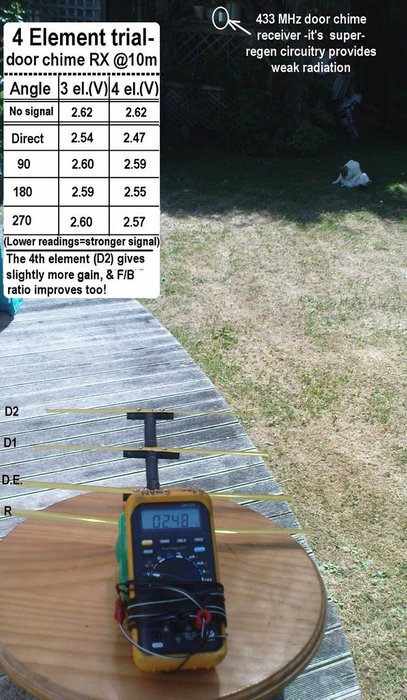 4 Element trial-
door chime RX @10m
Angle 3 el.(V) 4 el.(V)
No signal 2.62 2.62
Direct 2.54 2.47
90 2.60 2.59
180 2.59 2.55
270 2.60 2.57
(Lower readings=stronger signal)
The 4th element (D2) gives
slightly more gain, & F/B
ratio improves too!
433 MHz door chime
receiver -it's super-
regen circuitry provides
weak radiation
D2
D1
D.E.
R
02.48